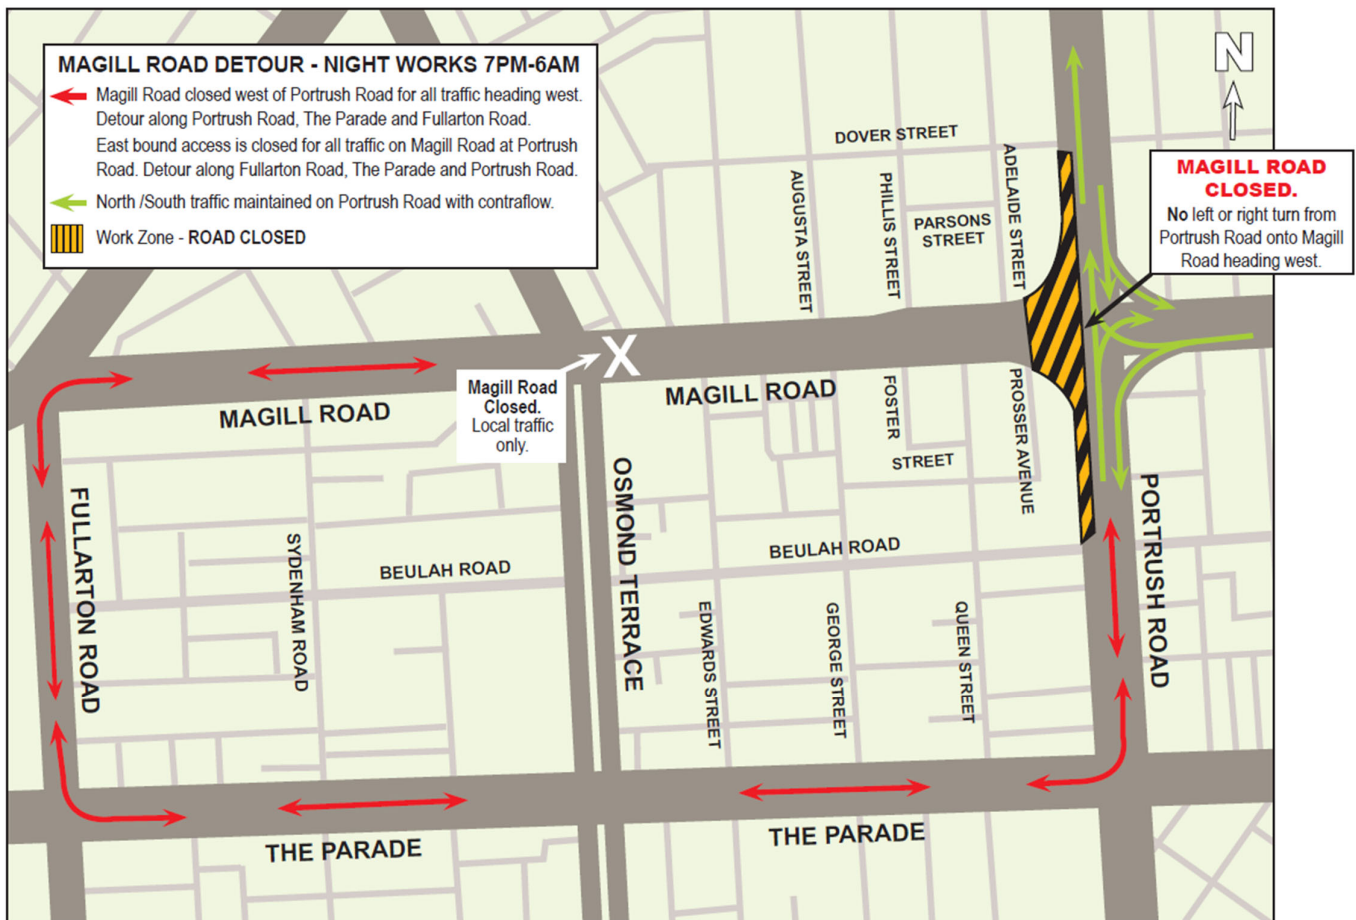 MAGILL ROAD DETOUR - NIGHT WORKS 7PM-6AM
Magill Road closed west of Portrush Road for all traffic heading west.
Detour along Portrush Road, The Parade and Fullarton Road.
East bound access is closed for all traffic on Magill Road at Portrush
Road. Detour along Fullarton Road, The Parade and Portrush Road.
North /South traffic maintained on Portrush Road with contraflow.
Work Zone - ROAD CLOSED
N
MAGILL ROAD
CLOSED.
No left or right turn from
Portrush Road onto Magill
Road heading west.
DOVER STREET
AUGUSTA STREET
PHILLIS STREET
PARSONS
STREET
ADELAIDE STREET
X
Magill Road
Closed.
Local traffic
only.
MAGILL ROAD
MAGILL ROAD
FOSTER
STREET
PROSSER AVENUE
FULLARTON ROAD
SYDENHAM ROAD
BEULAH ROAD
OSMOND TERRACE
BEULAH ROAD
EDWARDS STREET
GEORGE STREET
QUEEN STREET
PORTRUSH ROAD
THE PARADE
THE PARADE